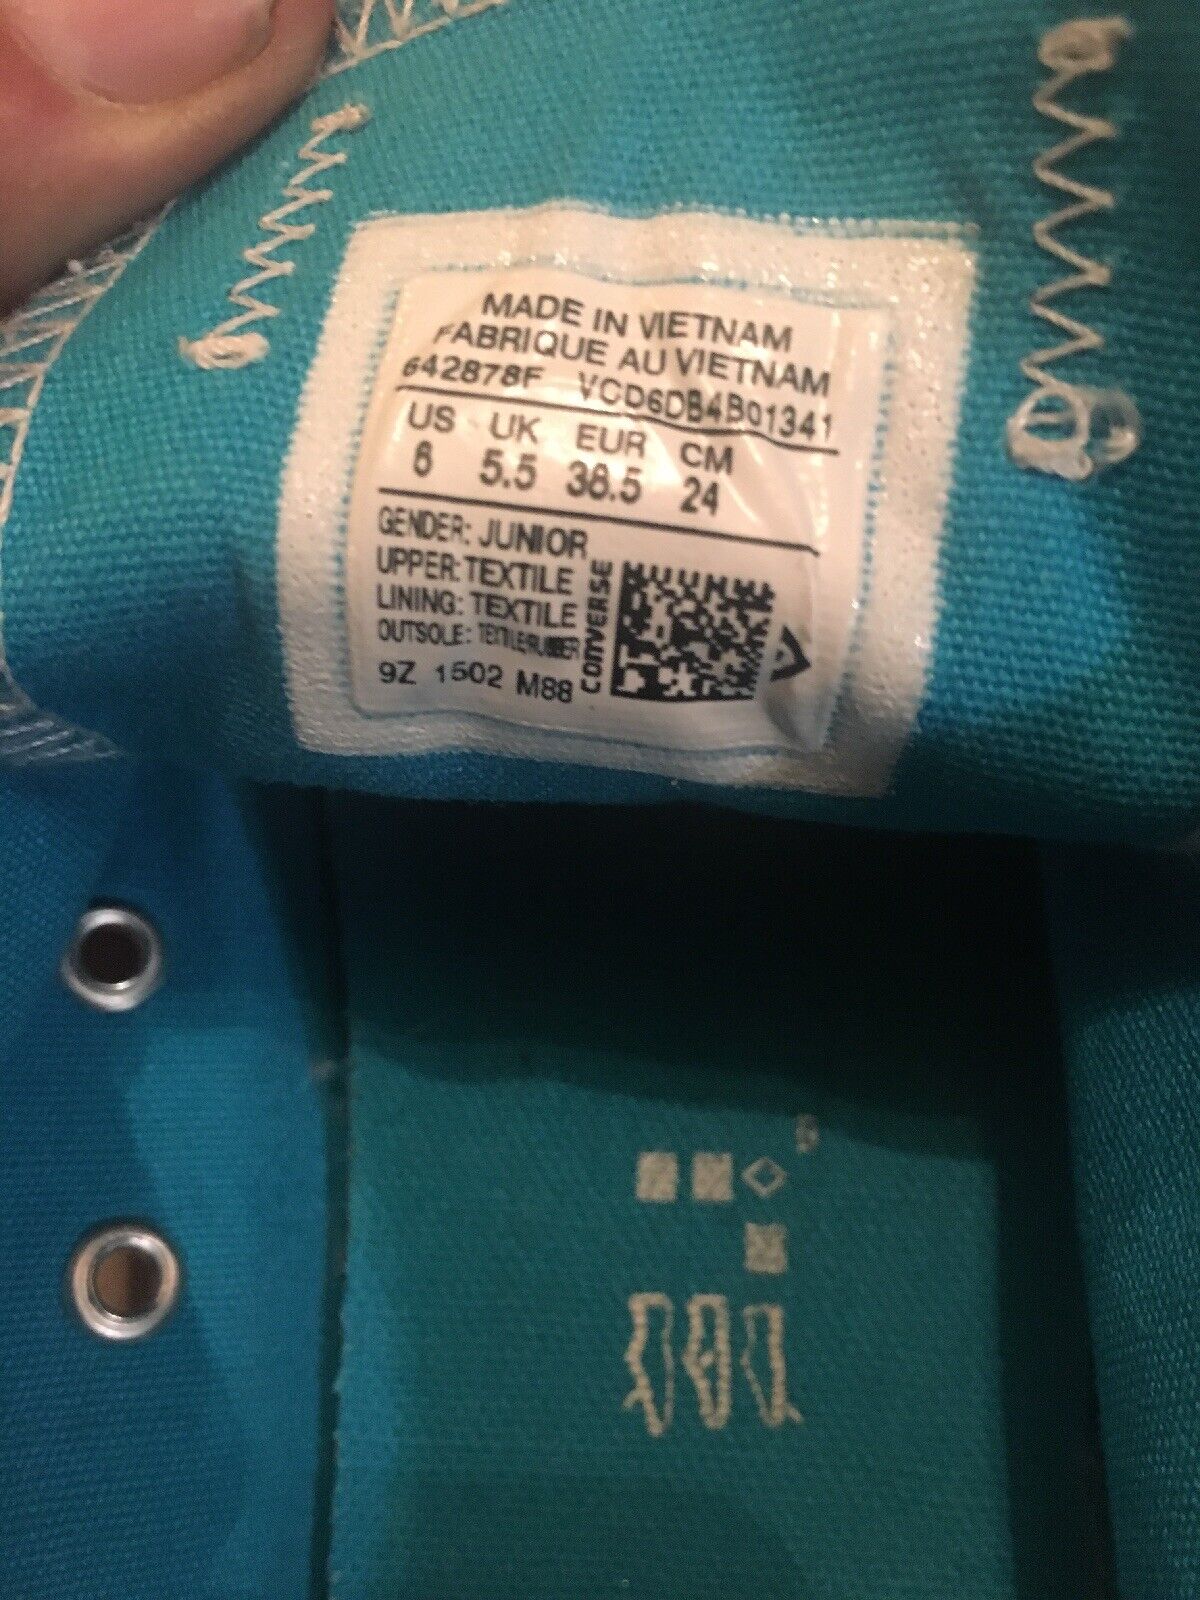 MADE IN VIETNAM
FABRIQUE AU VIETNAM
642878F VCD6DB4B01341
US UK EUR CM
6 5.5 38.5 24
GENDER: JUNIOR
UPPER: TEXTILE
LINING: TEXTILE
OUTSOLE: TEXTILE/RUBBER
9Z 1502 M88
CONVERSE